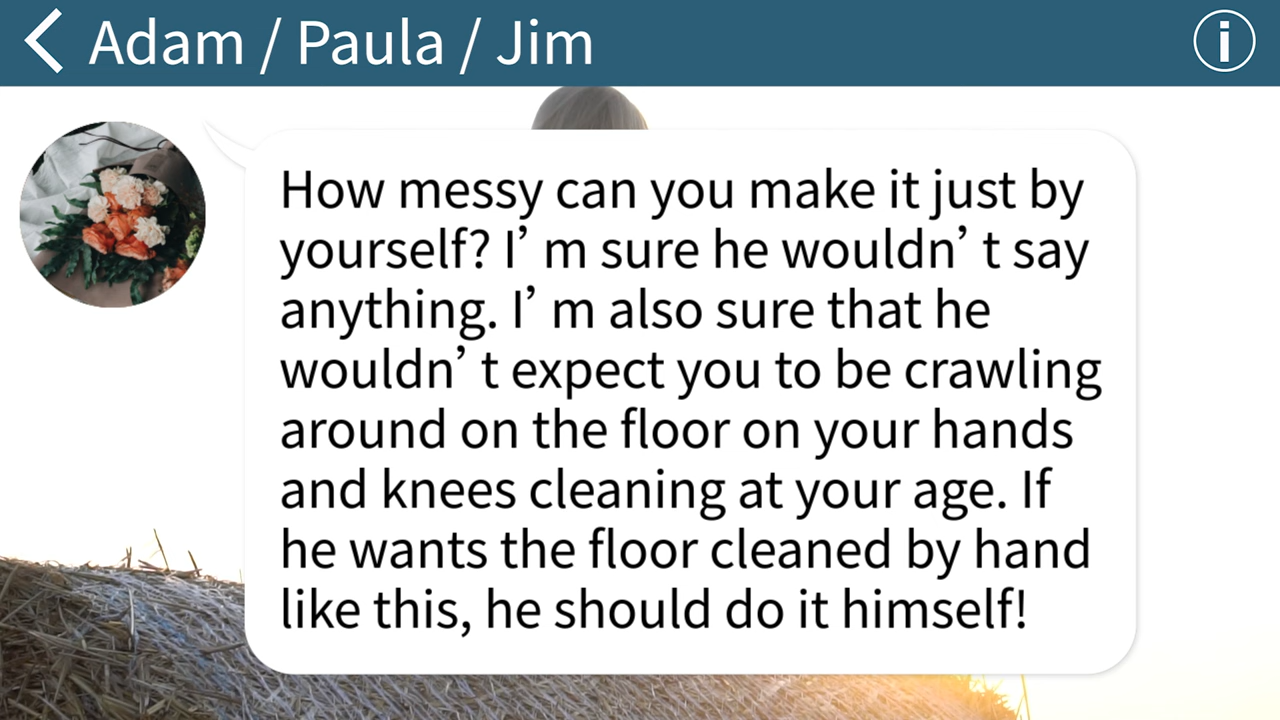 Adam / Paula / Jim
How messy can you make it just by
yourself? I’ m sure he wouldn’ t say
anything. I’ m also sure that he
wouldn’ t expect you to be crawling
around on the floor on your hands
and knees cleaning at your age. If
he wants the floor cleaned by hand
like this, he should do it himself!